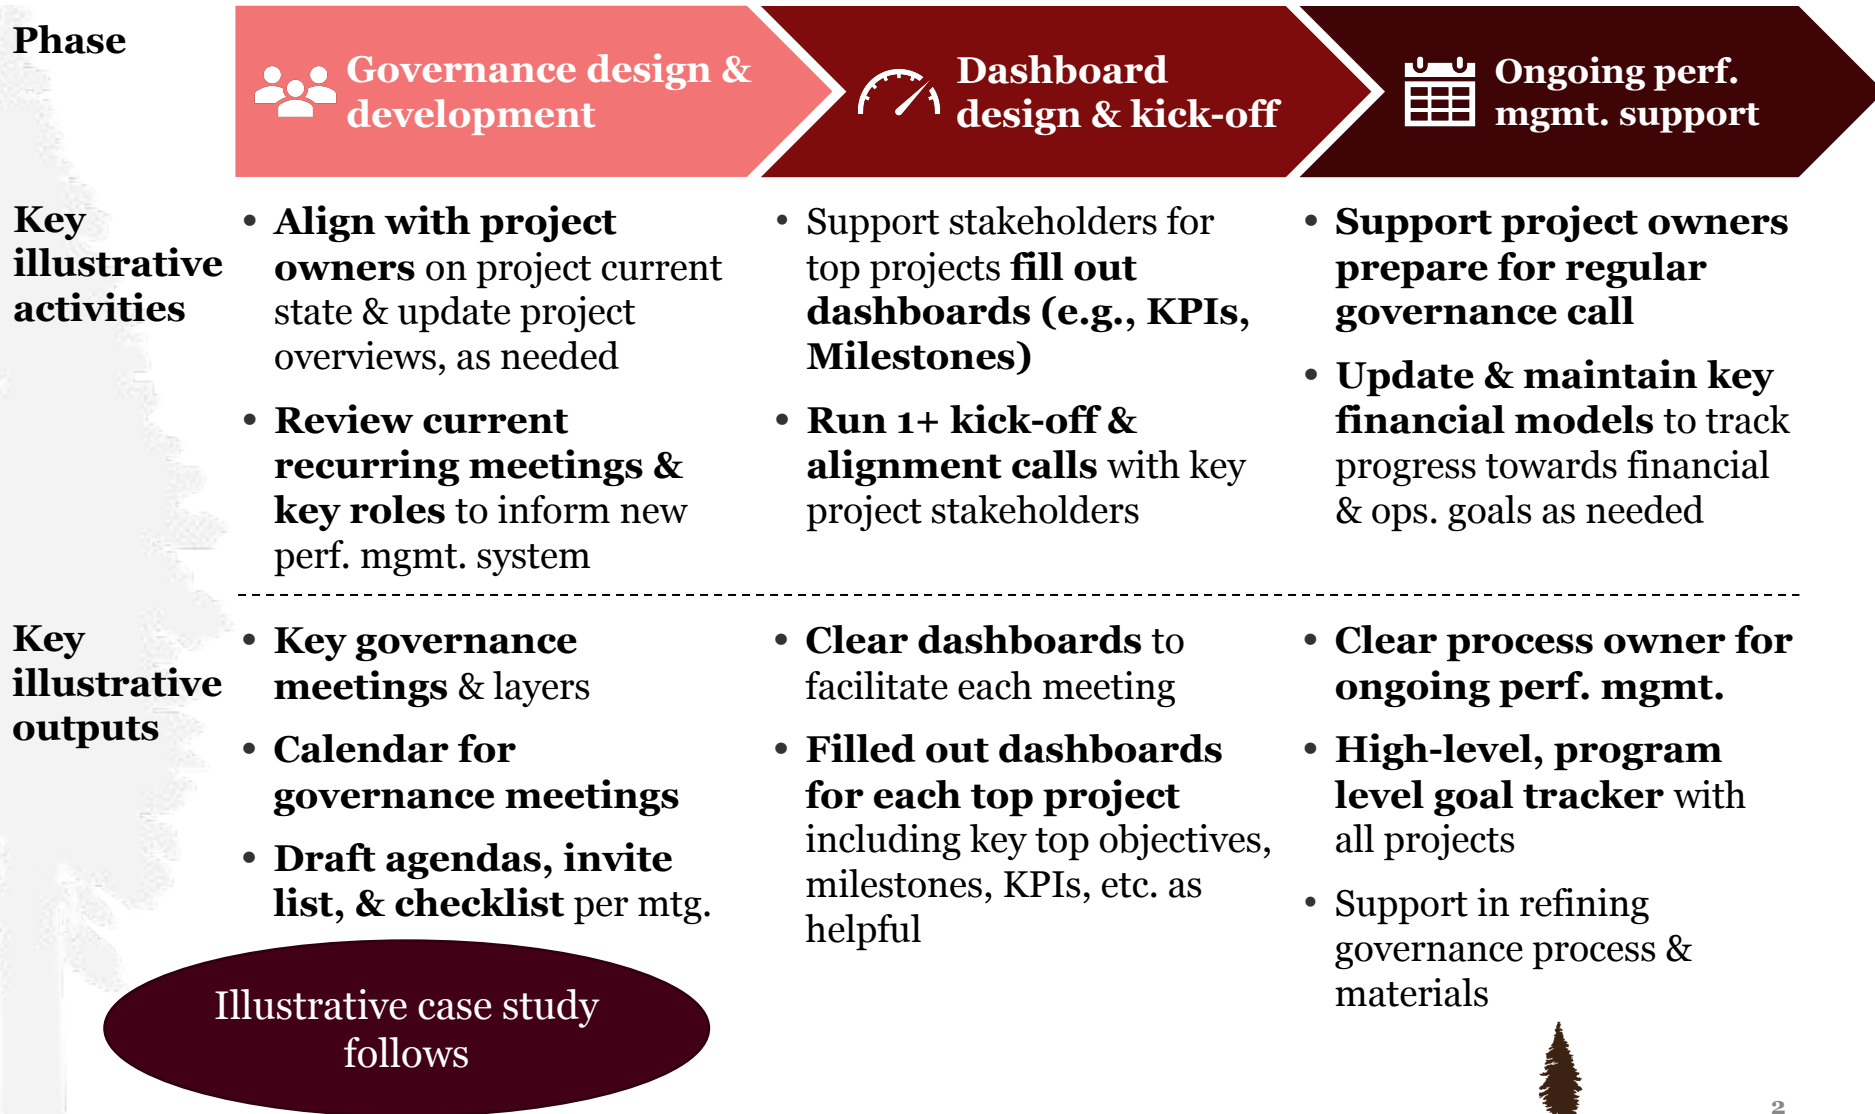 Phase
Governance design &
development
Dashboard
design & kick-off
Ongoing perf.
mgmt. support
Key
illustrative
activities
• Align with project
owners on project current
state & update project
overviews, as needed
• Review current
recurring meetings &
key roles to inform new
perf. mgmt. system
• Support stakeholders for
top projects fill out
dashboards (e.g., KPIs,
Milestones)
• Run 1+ kick-off &
alignment calls with key
project stakeholders
• Support project owners
prepare for regular
governance call
• Update & maintain key
financial models to track
progress towards financial
& ops. goals as needed
Key
illustrative
outputs
• Key governance
meetings & layers
• Calendar for
governance meetings
• Draft agendas, invite
list, & checklist per mtg.
• Clear dashboards to
facilitate each meeting
• Filled out dashboards
for each top project
including key top objectives,
milestones, KPIs, etc. as
helpful
• Clear process owner for
ongoing perf. mgmt.
• High-level, program
level goal tracker with
all projects
• Support in refining
governance process &
materials
Illustrative case study
follows
2